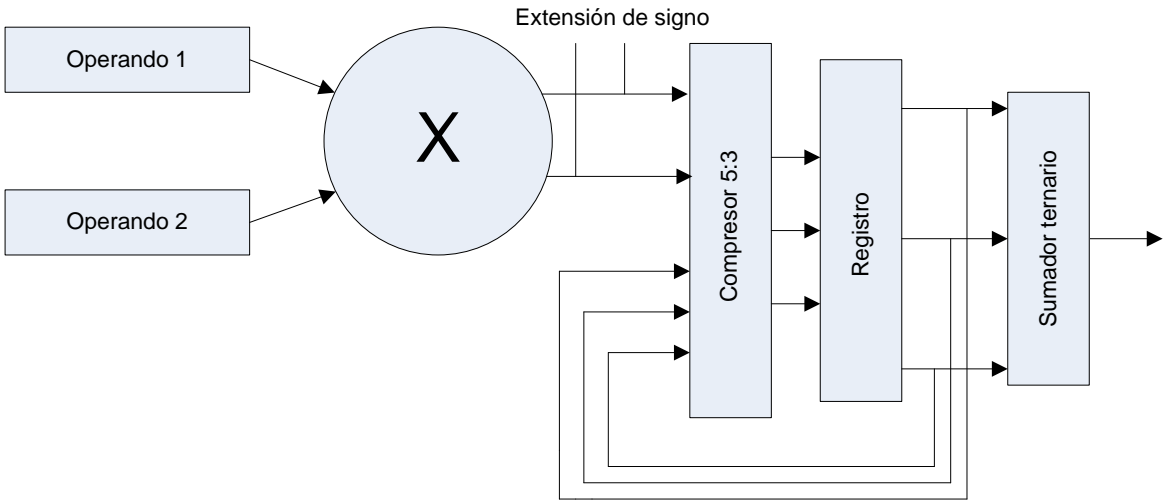 Extensión de signo
Operando 1
X
Operando 2
Compresor 5:3
Registro
Sumador ternario